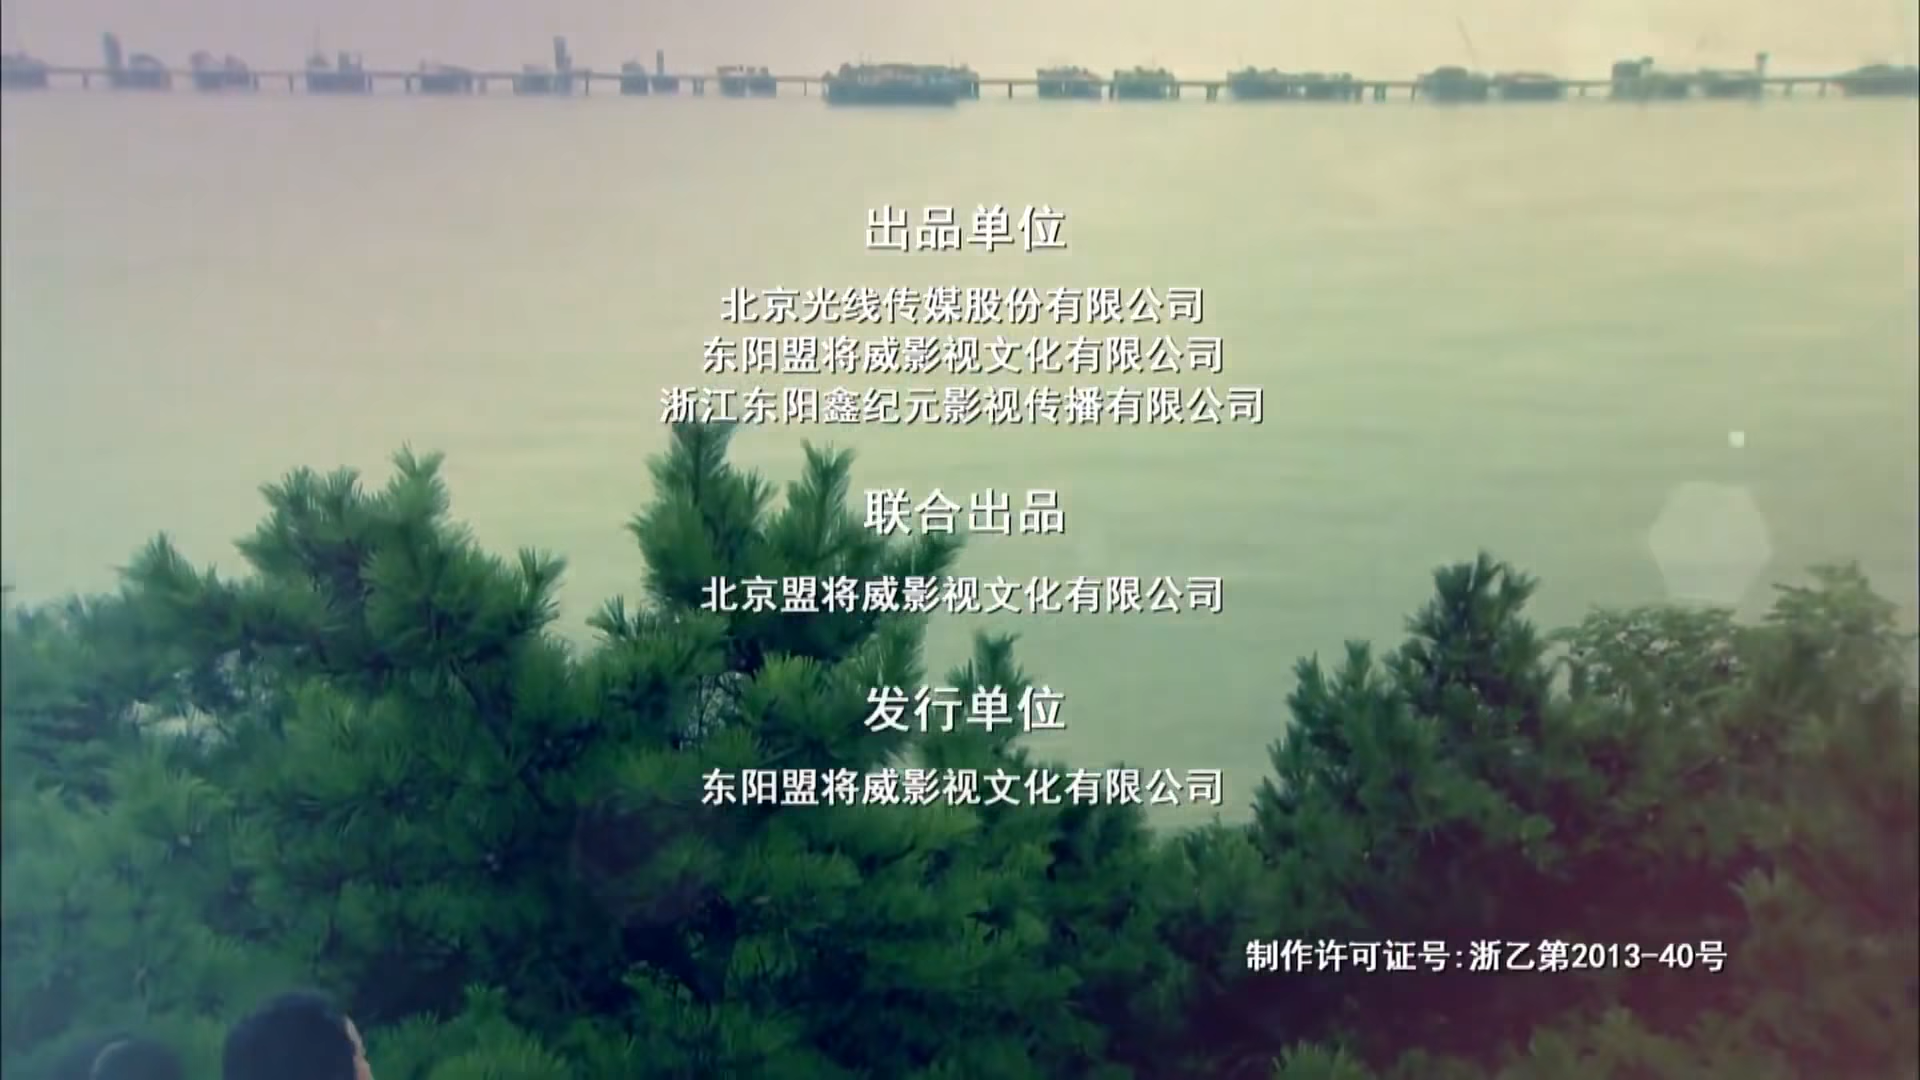 出品单位
北京光线传媒股份有限公司
东阳盟将威影视文化有限公司
浙江东阳鑫纪元影视传播有限公司
联合出品
北京盟将威影视文化有限公司
发行单位
东阳盟将威影视文化有限公司
制作许可证号:浙乙第2013-40号